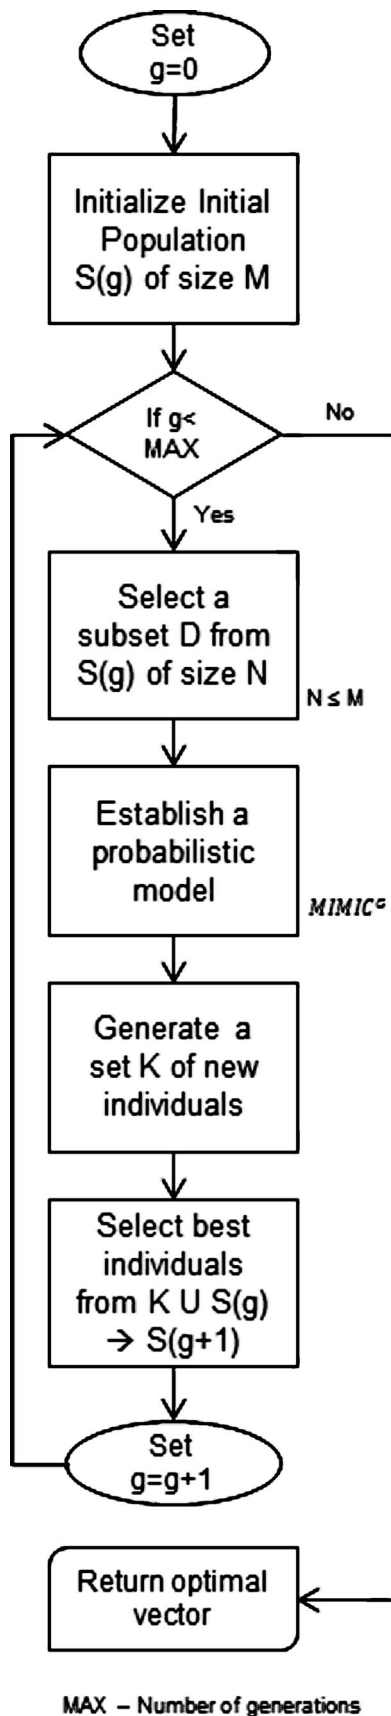 Set
g=0
Initialize Initial
Population
S(g) of size M
If g<
MAX
No
Yes
Select a
subset D from
S(g) of size N
N ≤ M
Establish a
probabilistic
model
MIMICᴳ
Generate a
set K of new
individuals
Select best
individuals
from K U S(g)
→ S(g+1)
Set
g=g+1
Return optimal
vector
MAX – Number of generations